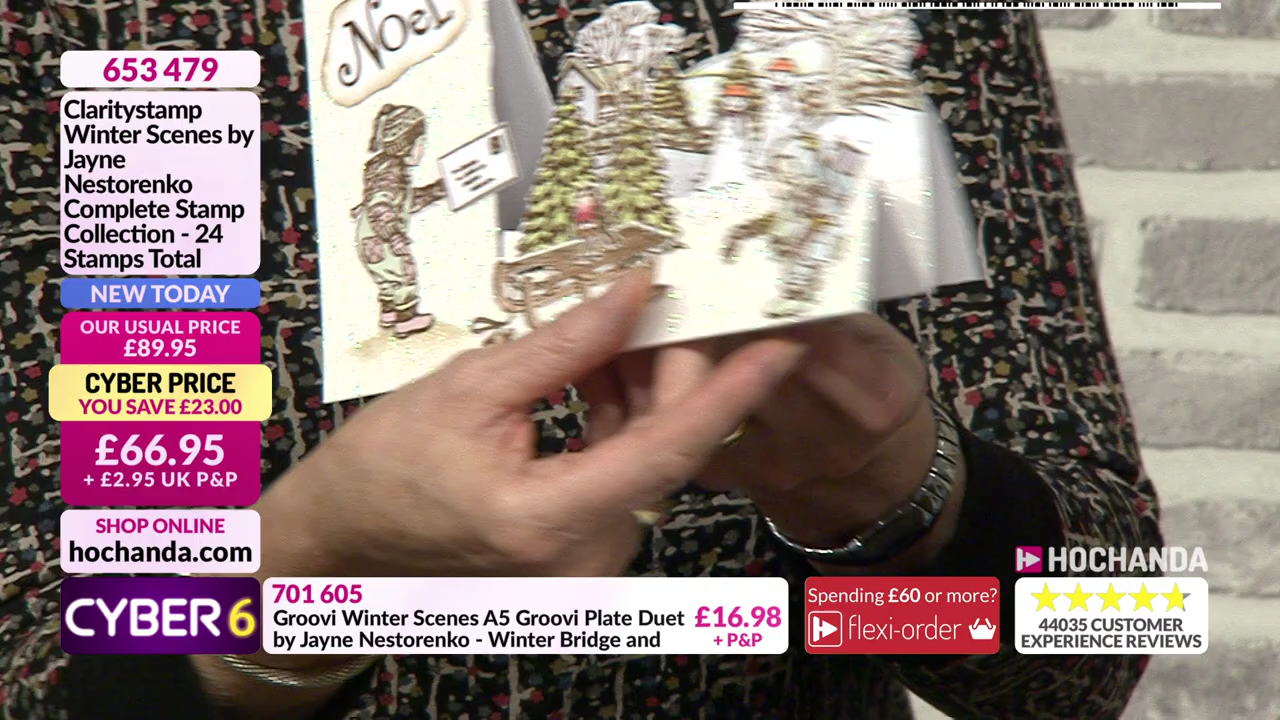 653 479
Claritystamp
Winter Scenes by
Jayne
Nestorenko
Complete Stamp
Collection - 24
Stamps Total
NEW TODAY
OUR USUAL PRICE
£89.95
CYBER PRICE
YOU SAVE £23.00
£66.95
+ £2.95 UK P&P
SHOP ONLINE
hochanda.com
CYBER 6
701 605
Groovi Winter Scenes A5 Groovi Plate Duet
by Jayne Nestorenko - Winter Bridge and
£16.98
+ P&P
Spending £60 or more?
flexi-order
HOCHANDA
44035 CUSTOMER
EXPERIENCE REVIEWS
Noel